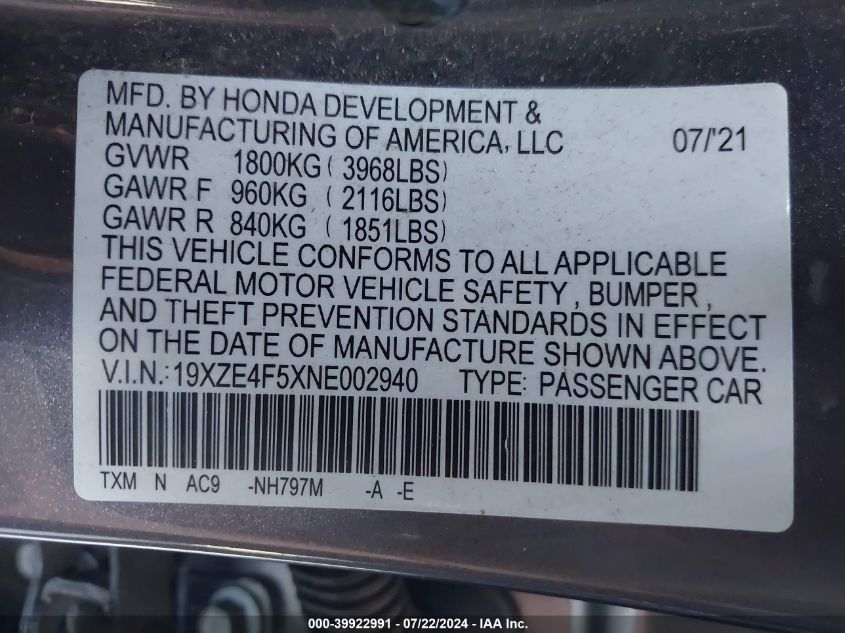 MFD. BY HONDA DEVELOPMENT &
MANUFACTURING OF AMERICA, LLC 07/'21
GVWR 1800KG (3968LBS)
GAWR F 960KG (2116LBS)
GAWR R 840KG (1851LBS)
THIS VEHICLE CONFORMS TO ALL APPLICABLE
FEDERAL MOTOR VEHICLE SAFETY, BUMPER,
AND THEFT PREVENTION STANDARDS IN EFFECT
ON THE DATE OF MANUFACTURE SHOWN ABOVE.
V.I.N.:19XZE4F5XNE002940 TYPE: PASSENGER CAR
TXM N AC9 -NH797M -A -E
000-39922991 - 07/22/2024 - IAA Inc.